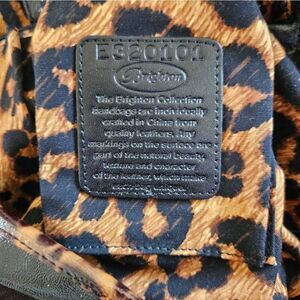 E320101
Brighton
The Brighton Collection
handbags are individually
crafted in China from
quality leathers. Any
markings on the surface are
part of the natural beauty,
texture and character
of the leather, which make
each bag unique.